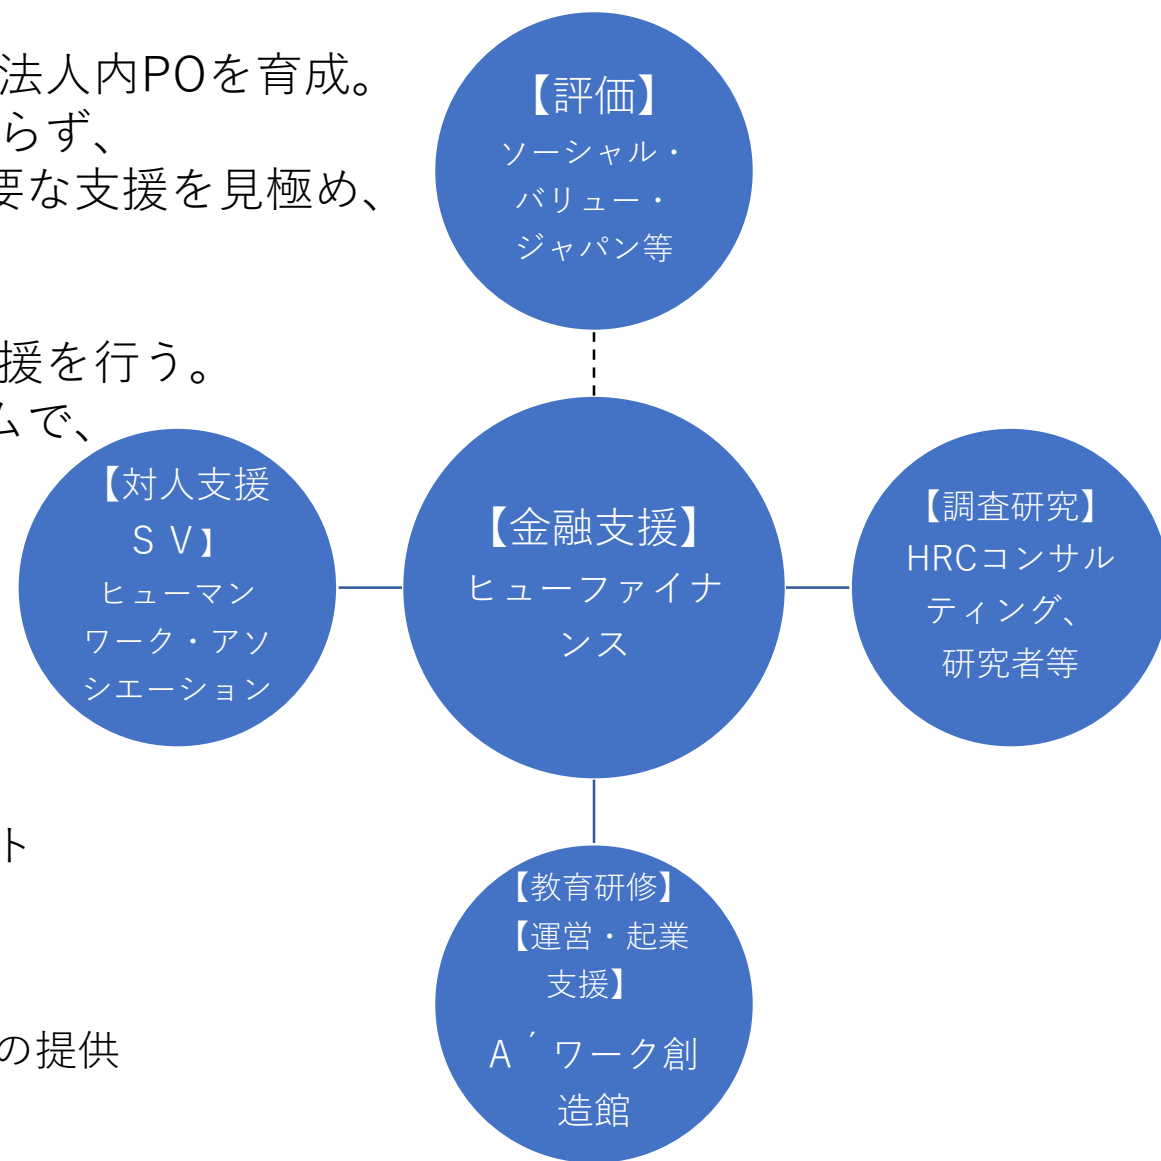 法人内POを育成。
らず、
要な支援を見極め、
援を行う。
ムで、
ト
の提供
【評価】
ソーシャル・
バリュー・
ジャパン等
【対人支援
ＳＶ】
ヒューマン
ワーク・アソ
シエーション
【金融支援】
ヒューファイナ
ンス
【調査研究】
HRCコンサル
ティング、
研究者等
【教育研修】
【運営・起業
支援】
A´ワーク創
造館